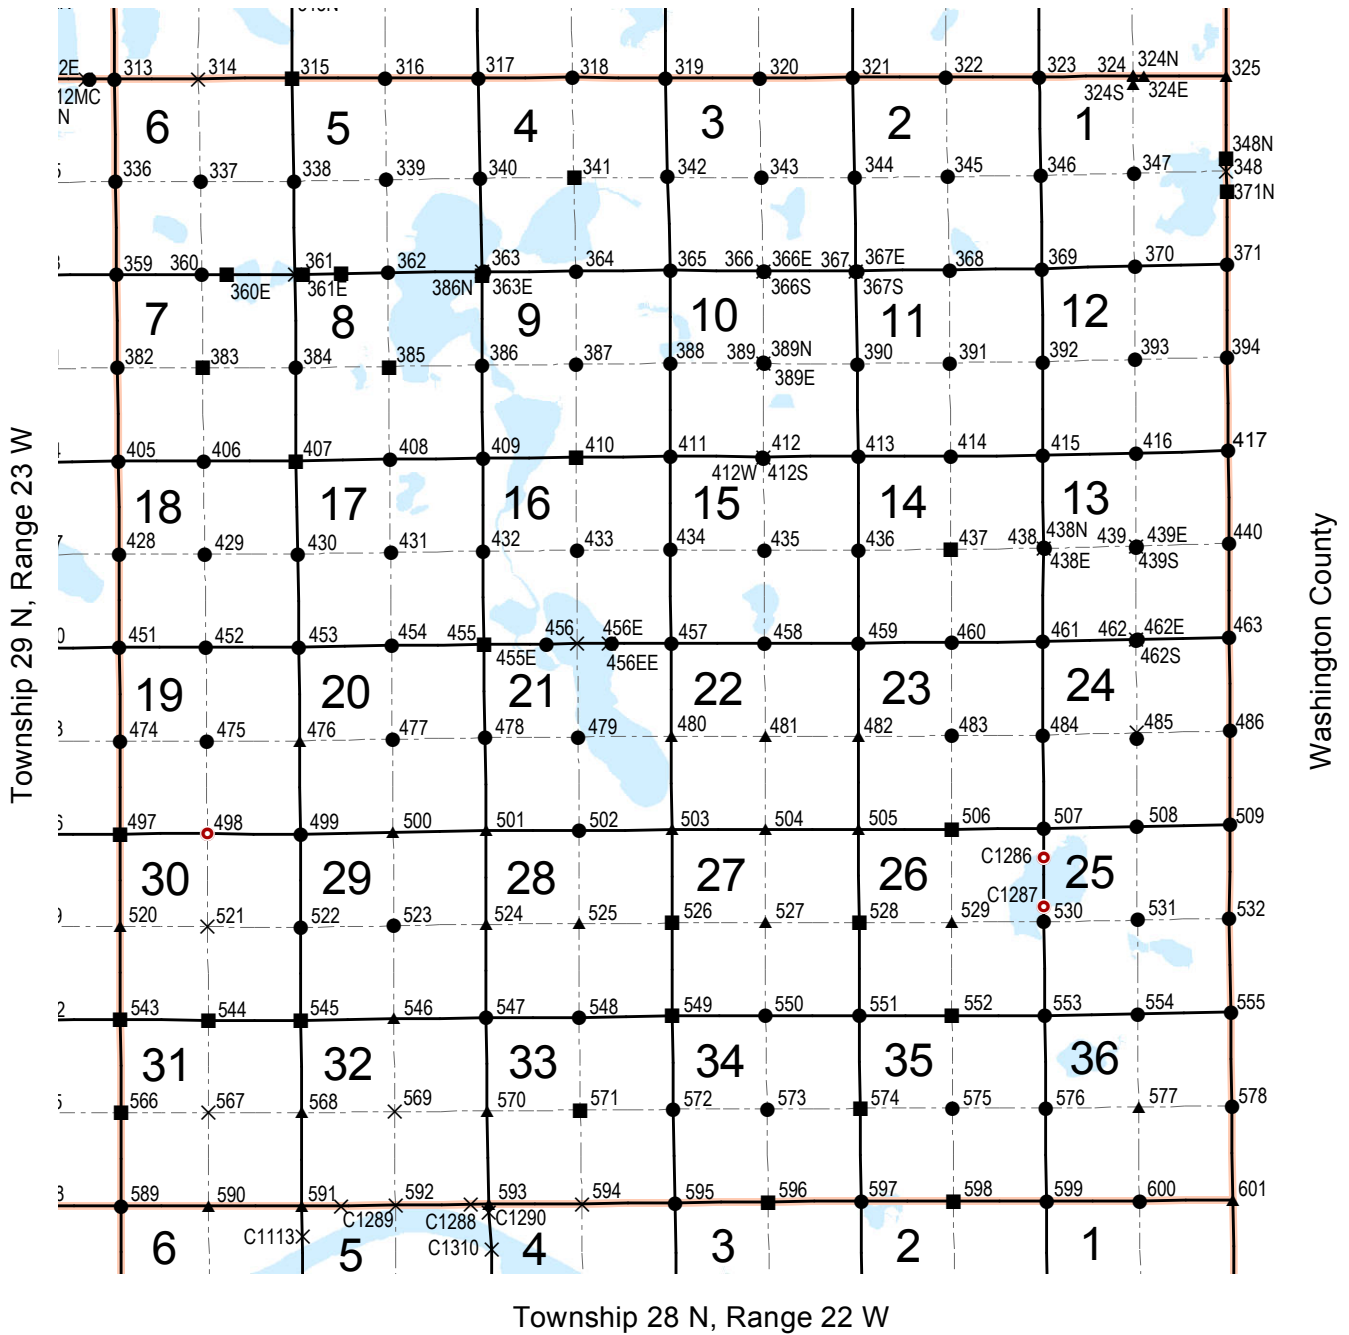 2E 313 314 315 316 317 318 319 320 321 322 323 324 324N 325
12MC 324S 324E
N
6 5 4 3 2 1
348N
5 336 337 338 339 340 341 342 343 344 345 346 347 348
371N
3 359 360 361 362 363 364 365 366 366E 367 367E 368 369 370 371
360E 361E 386N 363E 366S 367S
7 8 9 10 11 12
382 383 384 385 386 387 388 389 389N 390 391 392 393 394
389E
405 406 407 408 409 410 411 412 413 414 415 416 417
412W 412S
18 17 16 15 14 13
7 428 429 430 431 432 433 434 435 436 437 438 438N 439 439E 440
438E 439S
0 451 452 453 454 455 456 456E 457 458 459 460 461 462 462E 463
455E 456EE 462S
19 20 21 22 23 24
3 474 475 476 477 478 479 480 481 482 483 484 485 486
6 497 498 499 500 501 502 503 504 505 506 507 508 509
C1286
30 29 28 27 26 25
C1287
9 520 521 522 523 524 525 526 527 528 529 530 531 532
2 543 544 545 546 547 548 549 550 551 552 553 554 555
31 32 33 34 35 36
5 566 567 568 569 570 571 572 573 574 575 576 577 578
3 589 590 591 592 593 594 595 596 597 598 599 600 601
C1289 C1288 C1290
C1113 C1310
6 5 4 3 2 1
Township 29 N, Range 23 W
Washington County
Township 28 N, Range 22 W